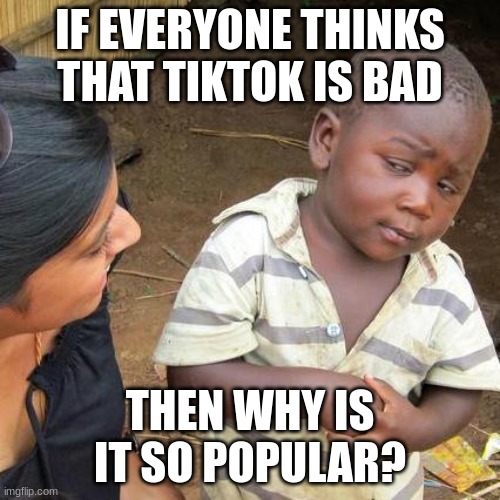 IF EVERYONE THINKS
THAT TIKTOK IS BAD
THEN WHY IS
IT SO POPULAR?
imgflip.com